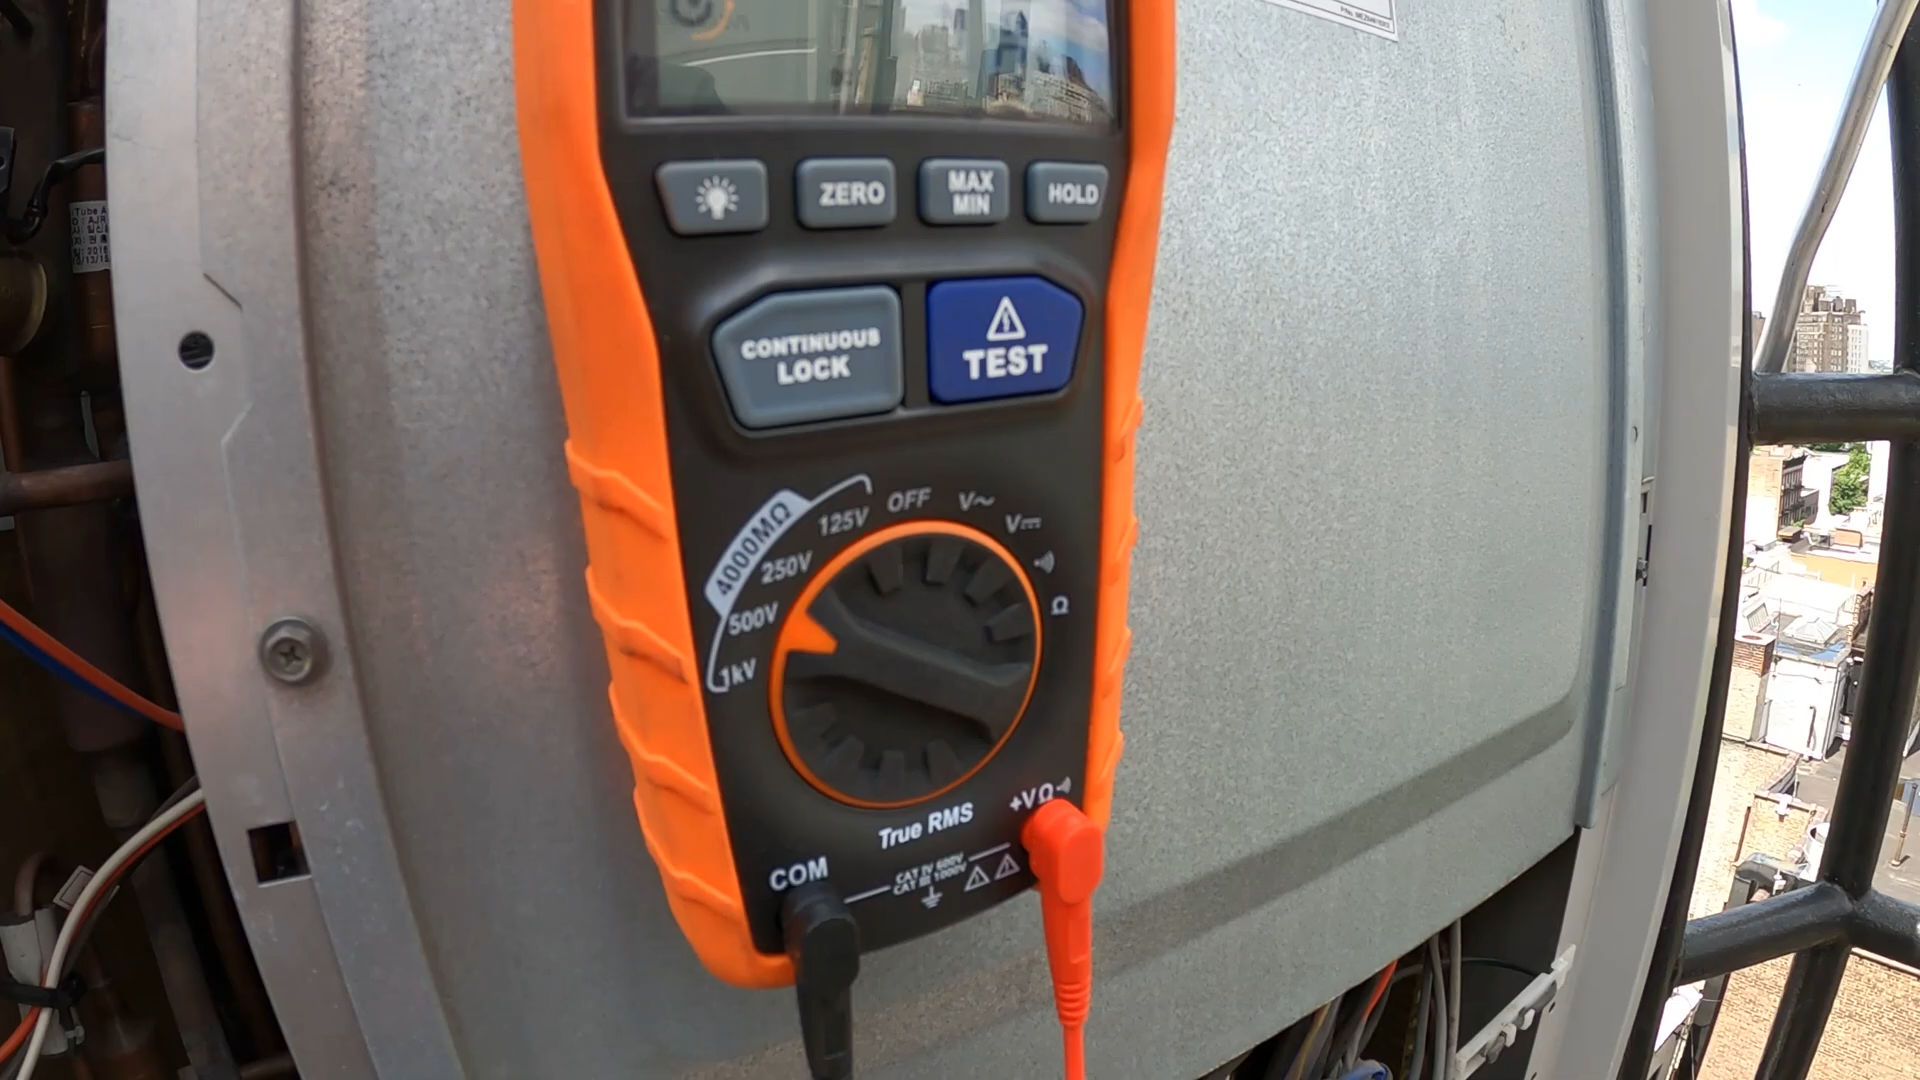 ZERO
MAX
MIN
HOLD
CONTINUOUS
LOCK
TEST
OFF
V~
125V
V⎓
4000MΩ
250V
Ω
500V
1kV
+VΩ
True RMS
COM
CAT IV 600V
CAT III 1000V